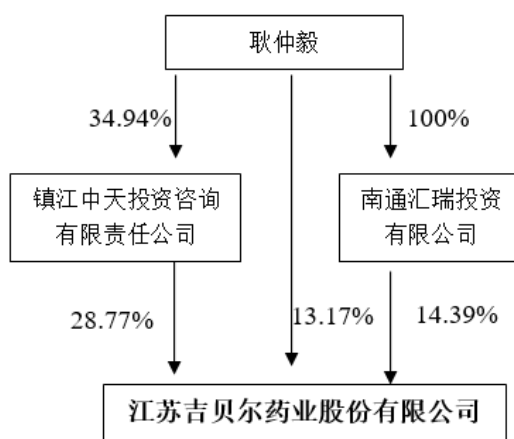 耿仲毅
34.94%
100%
镇江中天投资咨询
有限责任公司
南通汇瑞投资
有限公司
28.77%
13.17%
14.39%
江苏吉贝尔药业股份有限公司